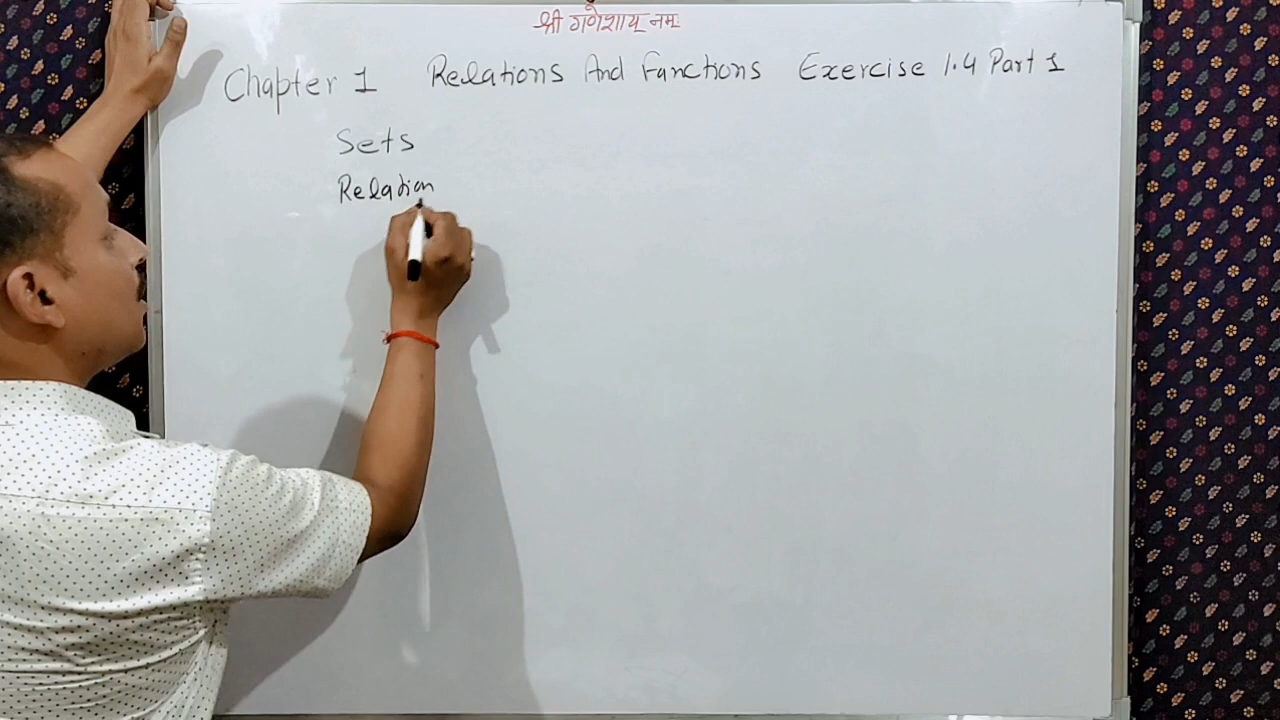 श्री गणेशाय नमः
Chapter 1 Relations And Functions Exercise 1.4 Part 1
Sets
Relation